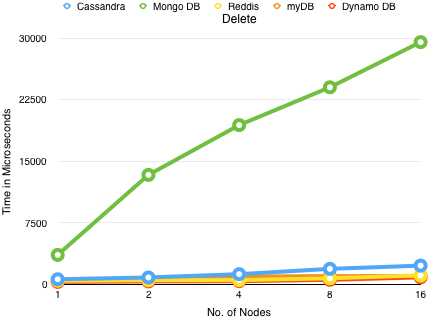 Cassandra Mongo DB Reddis myDB Dynamo DB
Delete
30000
22500
15000
7500
0
1 2 4 8 16
Time in Microseconds
No. of Nodes